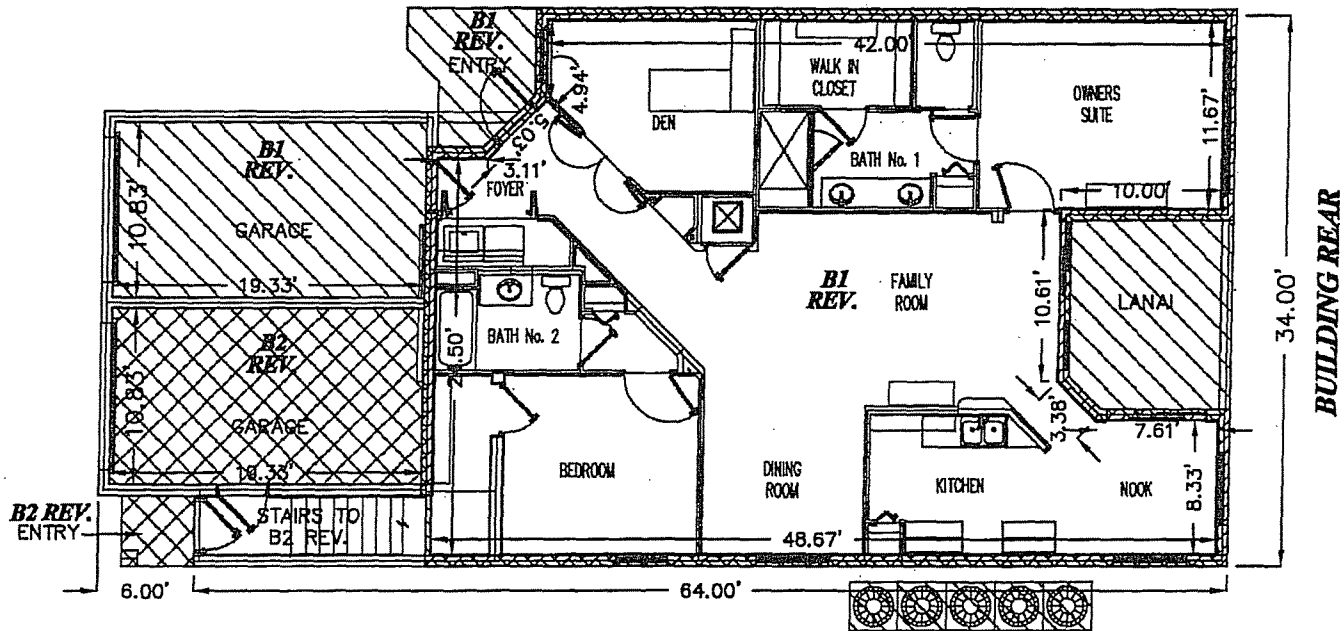 B1
REV.
ENTRY
42.00'
WALK IN
CLOSET
4.94'
DEN
OWNERS
SUITE
11.67'
B1
REV.
5.03'
BATH No. 1
3.11'
FOYER
10.00'
10.83'
GARAGE
19.33'
B1
REV.
FAMILY
ROOM
10.61'
LANAI
34.00'
BUILDING REAR
B2
REV.
BATH No. 2
10.83'
GARAGE
19.33'
3.38'
7.61'
BEDROOM
DINING
ROOM
KITCHEN
NOOK
8.33'
B2 REV.
ENTRY
STAIRS TO
B2 REV.
48.67'
6.00'
64.00'